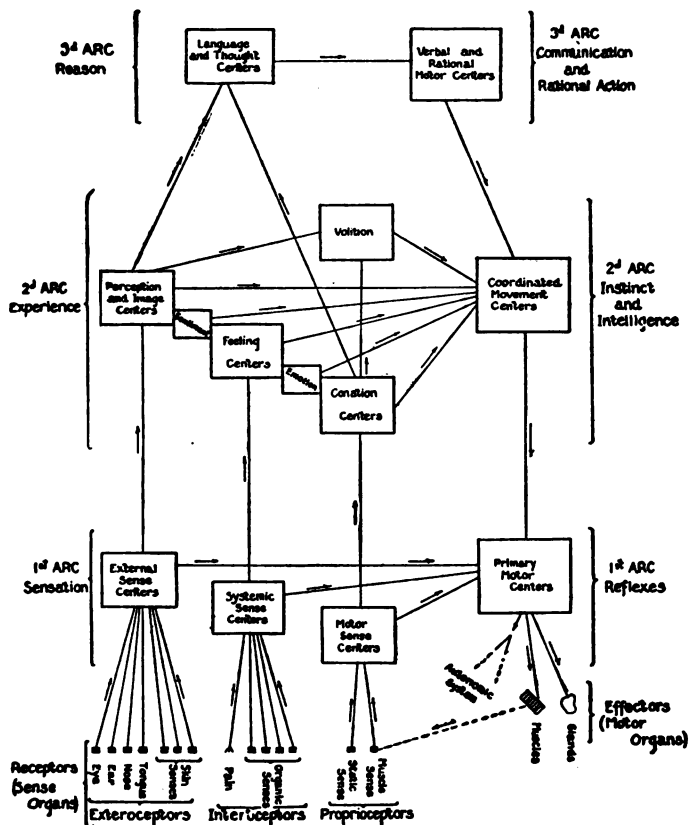 3ᵈ ARC
Reason
Language
and Thought
Centers
Verbal and
Rational
Motor Centers
3ᵈ ARC
Communication
and
Rational Action
2ᵈ ARC
Experience
Volition
Perception
and Image
Centers
Sentiment
Feeling
Centers
Emotion
Conation
Centers
Coordinated
Movement
Centers
2ᵈ ARC
Instinct
and
Intelligence
1ˢᵗ ARC
Sensation
External
Sense
Centers
Systemic
Sense
Centers
Motor
Sense
Centers
Primary
Motor
Centers
1ˢᵗ ARC
Reflexes
Autonomic
System
Effectors
(Motor
Organs)
Muscles
Glands
Receptors
(Sense
Organs)
Eye
Ear
Nose
Tongue
Skin
Senses
Pain
Organic
Senses
Static
Sense
Muscle
Sense
Exteroceptors
Interoceptors
Proprioceptors